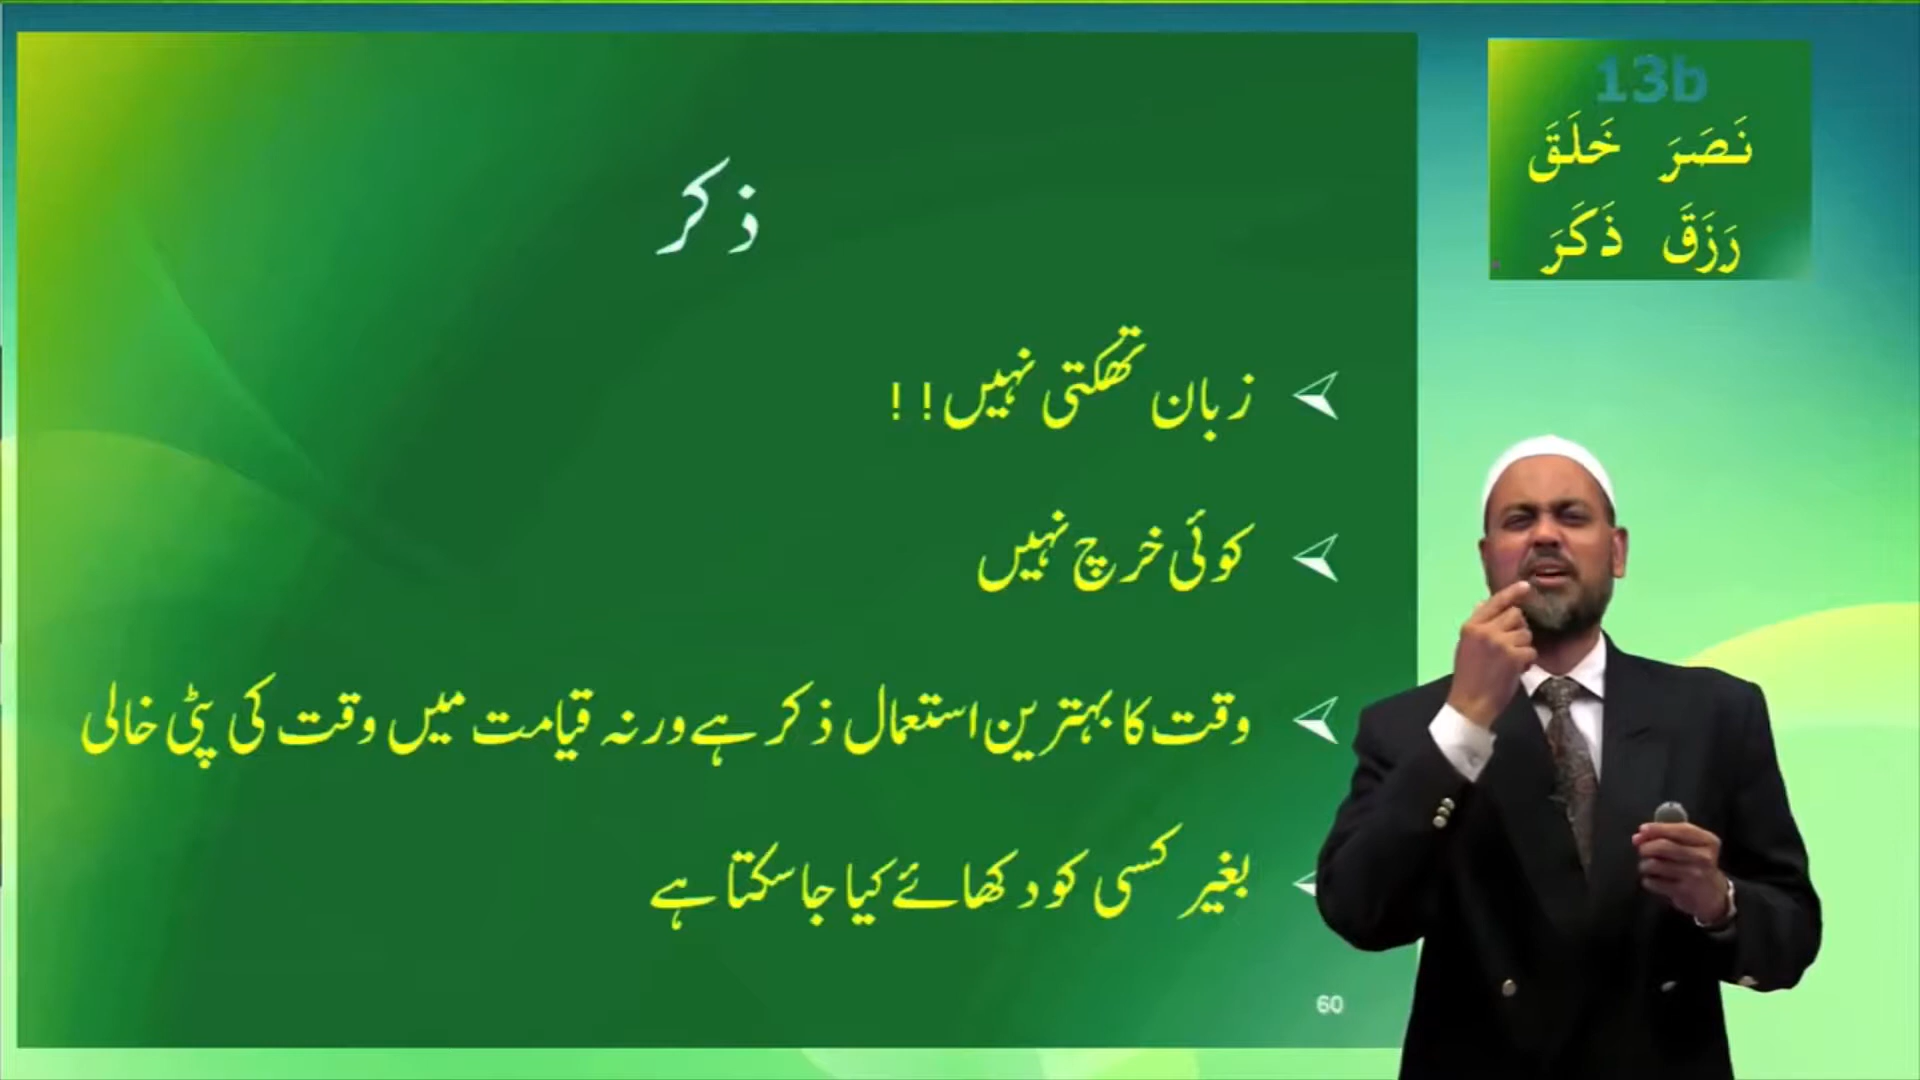 ذکر
زبان تھکتی نہیں!!
کوئی خرچ نہیں
وقت کا بہترین استعمال ذکر ہے ورنہ قیامت میں وقت کی پٹی خالی
بغیر کسی کو دکھائے کیا جا سکتا ہے
60
13b
نَصَرَ خَلَقَ
رَزَقَ ذَكَرَ